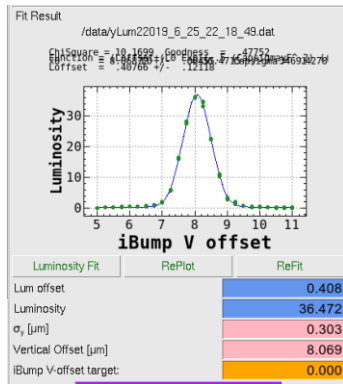 Fit Result
/data/yLum22019_6_25_22_18_49.dat
ChiSquare = 10.1699 Goodness = .47752
Loffset = .40766 +/- .12118
Luminosity
30
20
10
0
5 6 7 8 9 10 11
iBump V offset
Luminosity Fit RePlot ReFit
Lum offset 0.408
Luminosity 36.472
σy [μm] 0.303
Vertical Offset [μm] 8.069
iBump V-offset target: 0.000